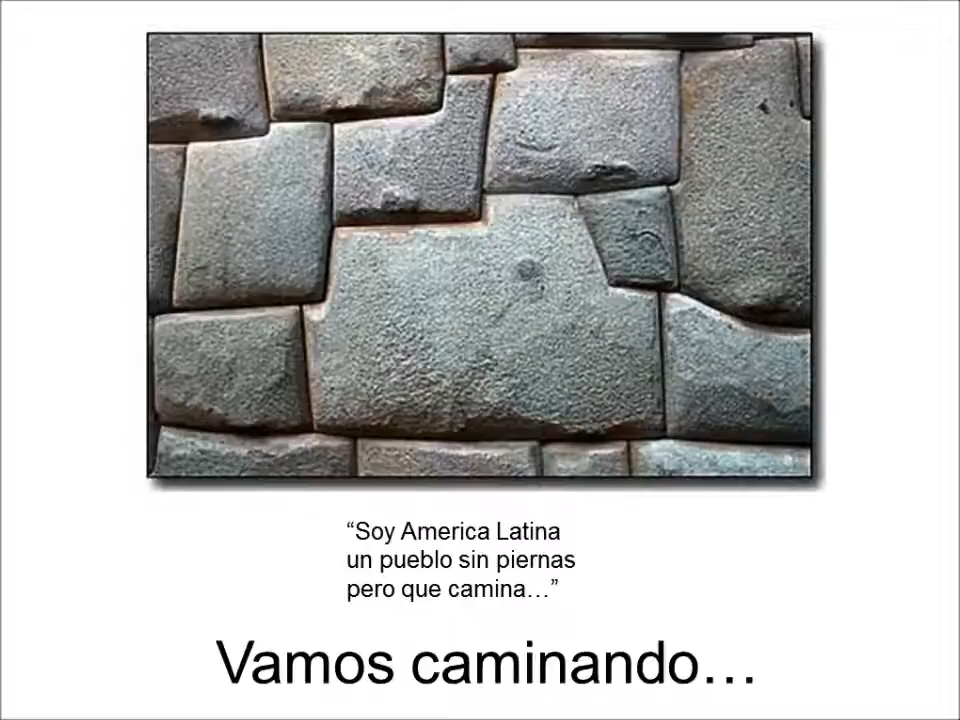 “Soy America Latina
un pueblo sin piernas
pero que camina…”
Vamos caminando…